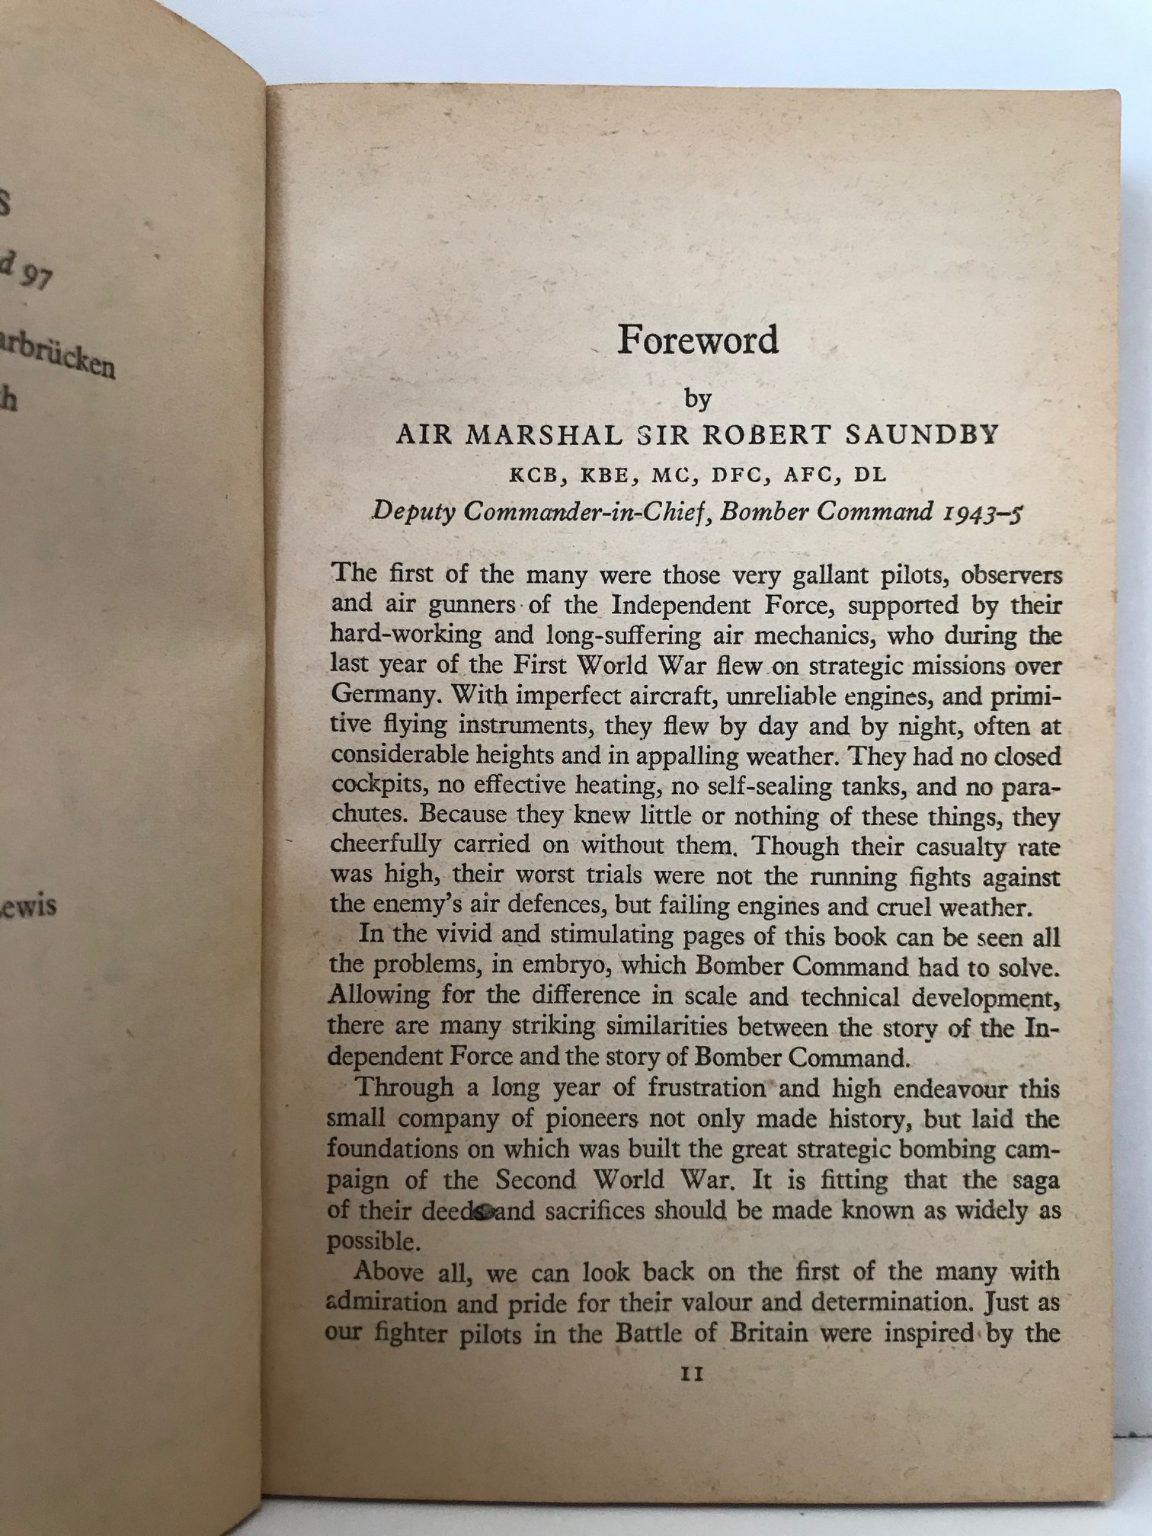 S
d 97
arbrücken
h
ewis
Foreword
by
AIR MARSHAL SIR ROBERT SAUNDBY
KCB, KBE, MC, DFC, AFC, DL
Deputy Commander-in-Chief, Bomber Command 1943–5
The first of the many were those very gallant pilots, observers
and air gunners of the Independent Force, supported by their
hard-working and long-suffering air mechanics, who during the
last year of the First World War flew on strategic missions over
Germany. With imperfect aircraft, unreliable engines, and primi-
tive flying instruments, they flew by day and by night, often at
considerable heights and in appalling weather. They had no closed
cockpits, no effective heating, no self-sealing tanks, and no para-
chutes. Because they knew little or nothing of these things, they
cheerfully carried on without them. Though their casualty rate
was high, their worst trials were not the running fights against
the enemy's air defences, but failing engines and cruel weather.
In the vivid and stimulating pages of this book can be seen all
the problems, in embryo, which Bomber Command had to solve.
Allowing for the difference in scale and technical development,
there are many striking similarities between the story of the In-
dependent Force and the story of Bomber Command.
Through a long year of frustration and high endeavour this
small company of pioneers not only made history, but laid the
foundations on which was built the great strategic bombing cam-
paign of the Second World War. It is fitting that the saga
of their deeds and sacrifices should be made known as widely as
possible.
Above all, we can look back on the first of the many with
admiration and pride for their valour and determination. Just as
our fighter pilots in the Battle of Britain were inspired by the
11